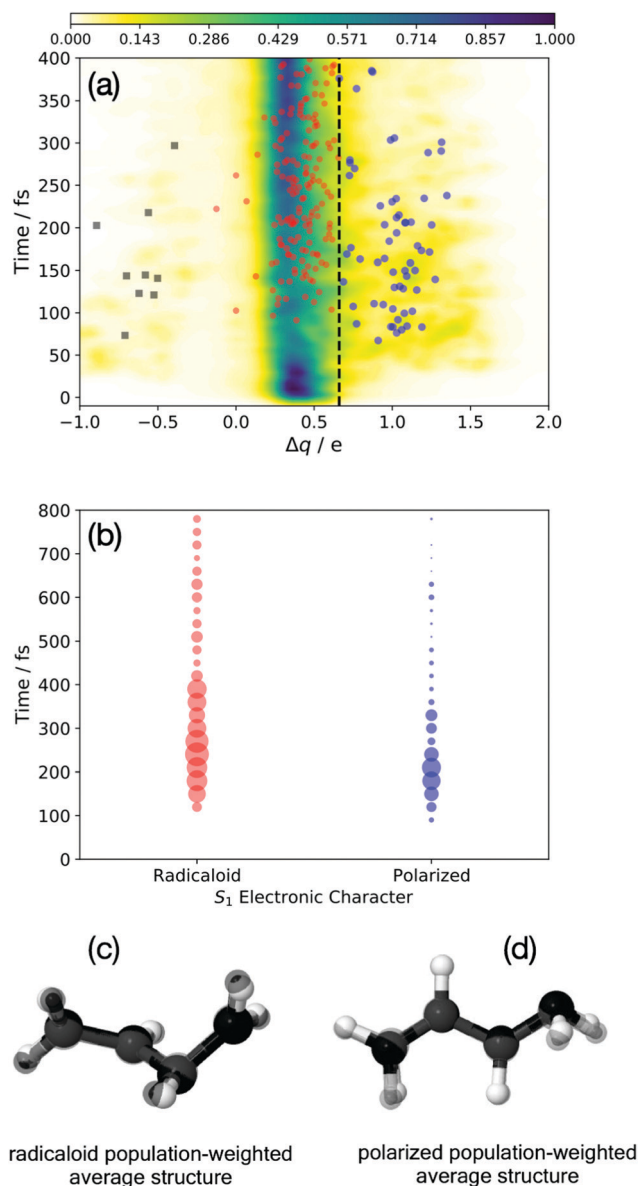 0.000 0.143 0.286 0.429 0.571 0.714 0.857 1.000
(a)
400
350
300
250
200
150
100
50
0
Time / fs
−1.0 −0.5 0.0 0.5 1.0 1.5 2.0
Δq / e
(b)
800
700
600
500
400
300
200
100
0
Time / fs
Radicaloid Polarized
S₁ Electronic Character
(c) (d)
radicaloid population-weighted
average structure
polarized population-weighted
average structure